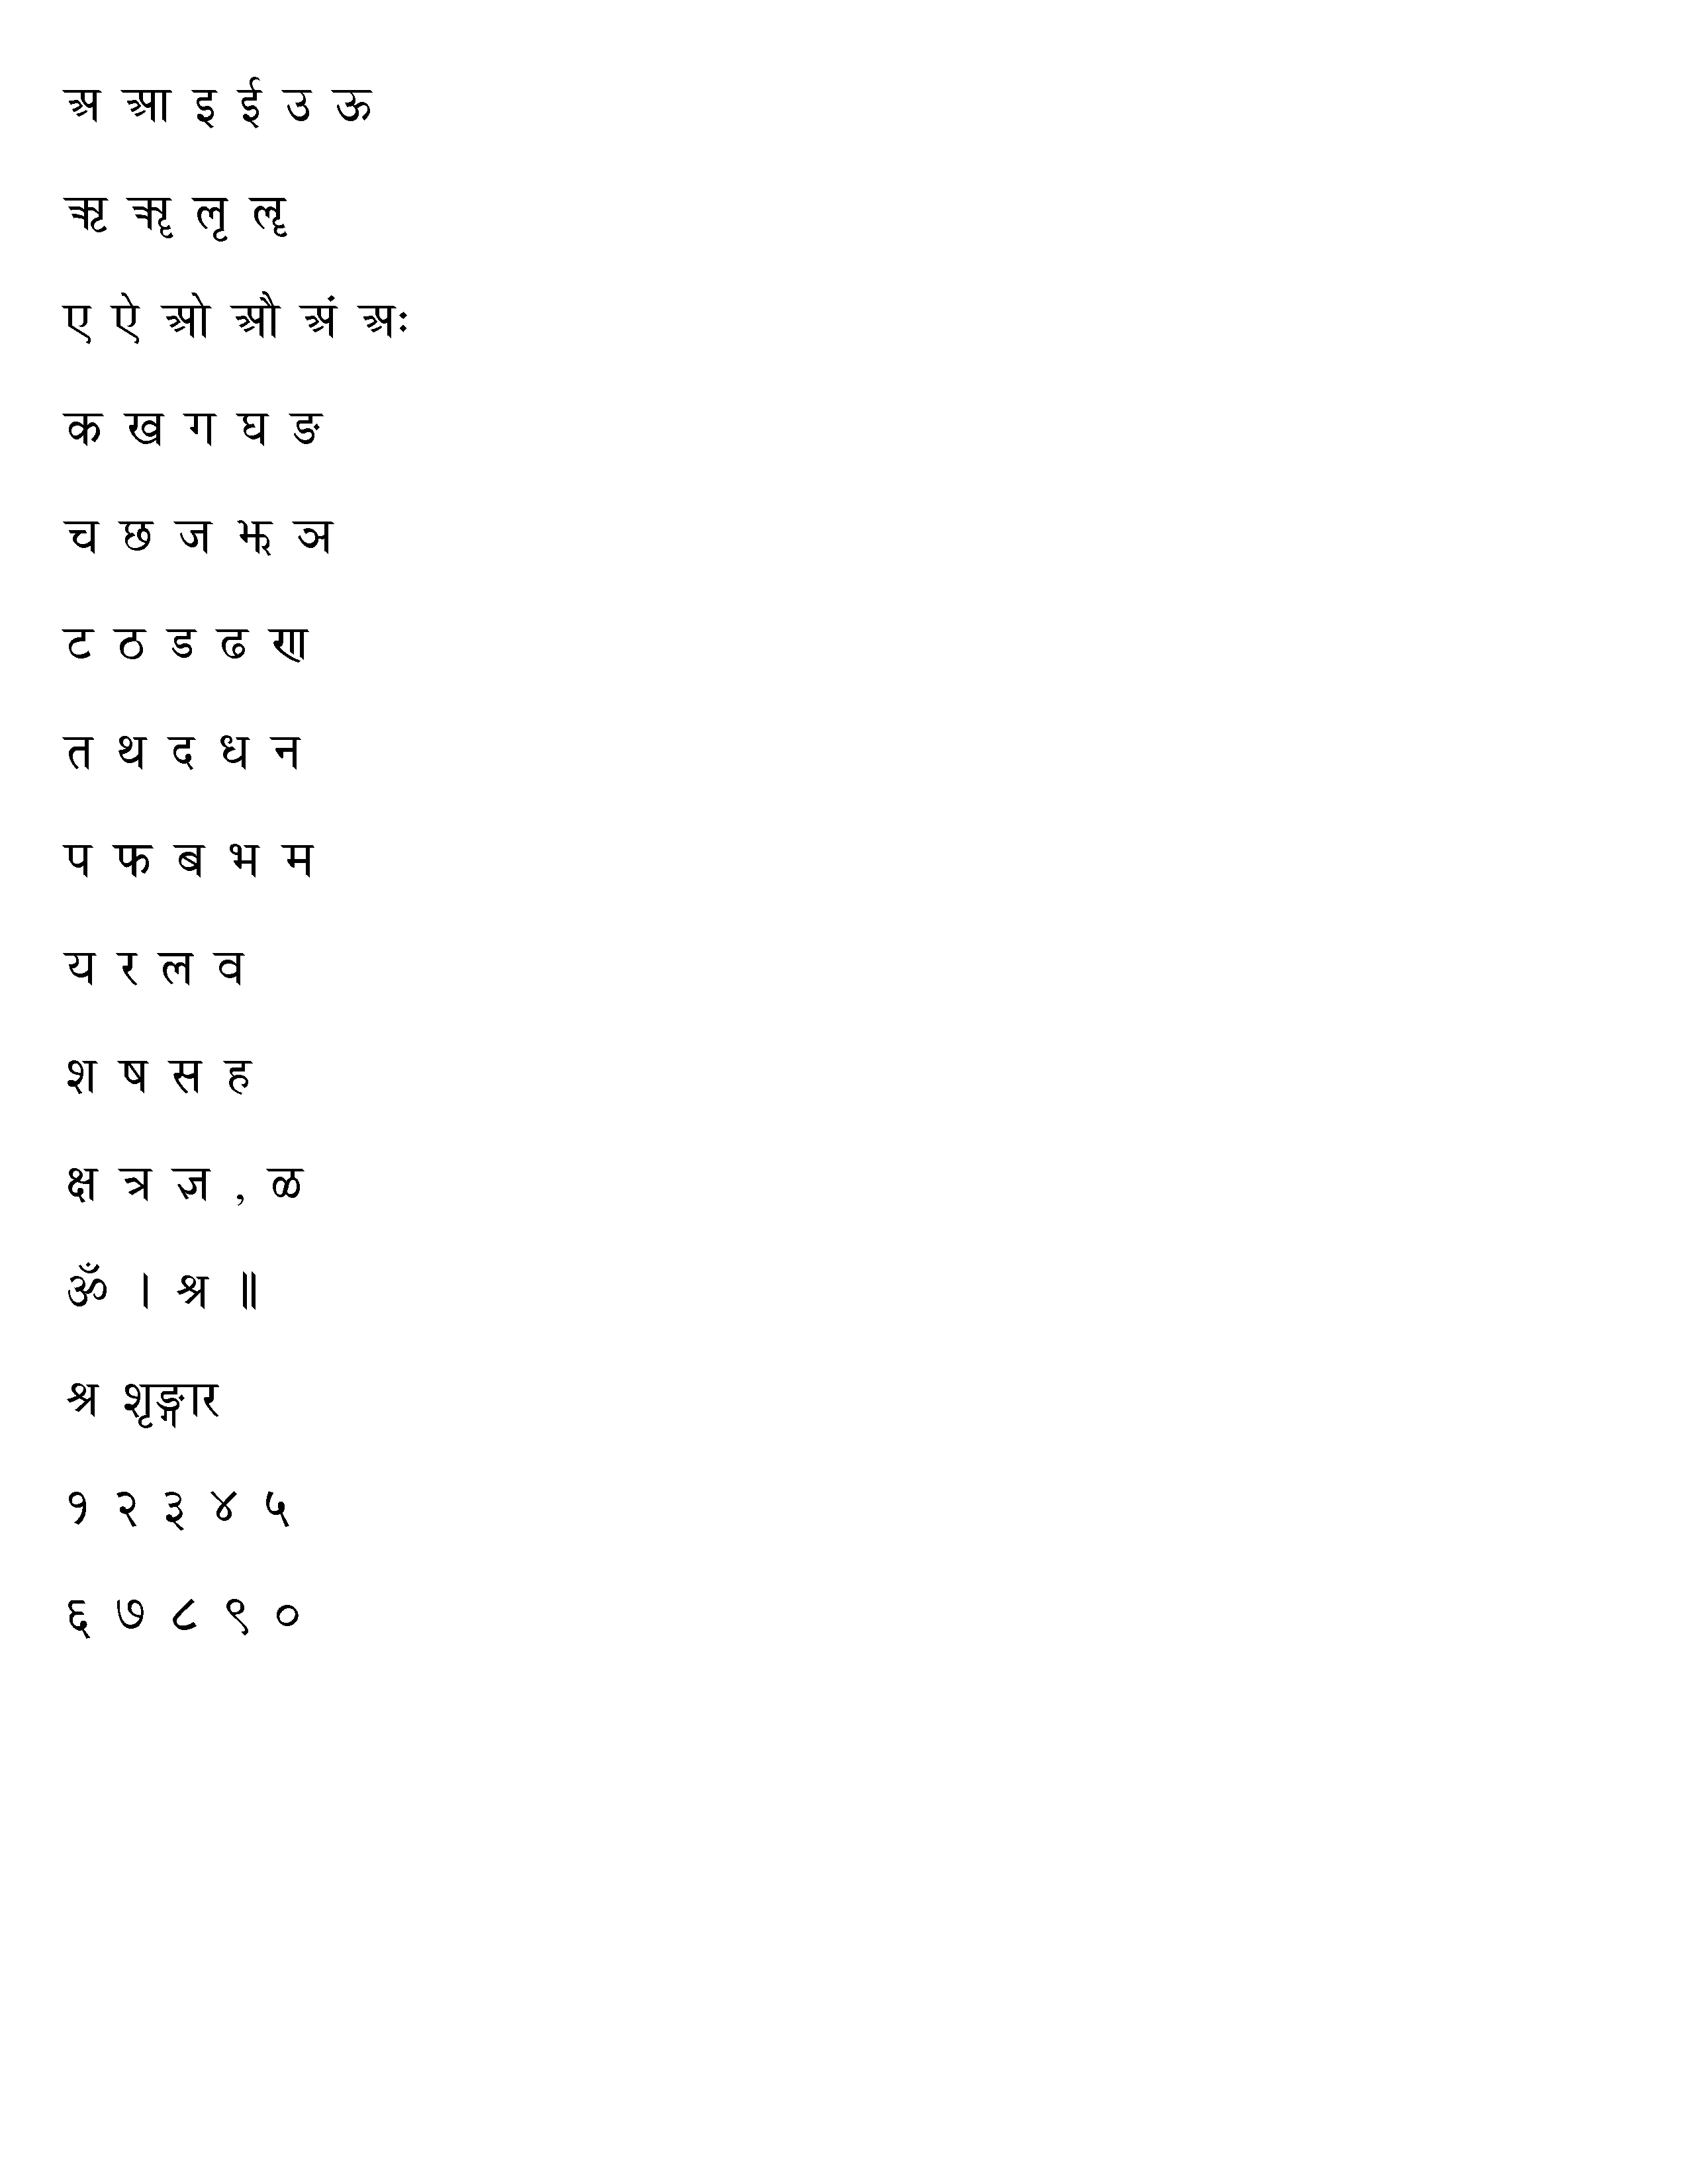 अ आ इ ई उ ऊ
ऋ ॠ ऌ ॡ
ए ऐ ओ औ अं अः
क ख ग घ ङ
च छ ज झ ञ
ट ठ ड ढ ण
त थ द ध न
प फ ब भ म
य र ल व
श ष स ह
क्ष त्र ज्ञ , ळ
ॐ । श्र ॥
श्र शृङ्गार
१ २ ३ ४ ५
६ ७ ८ ९ ०